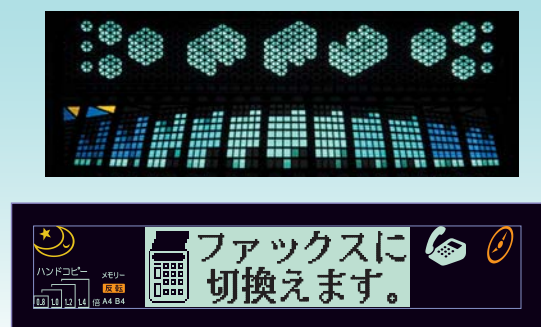 ファックスに
切換えます。
ハンドコピー
メモリー
反転
0.8 1.0 1.2 1.4 倍 A4 B4